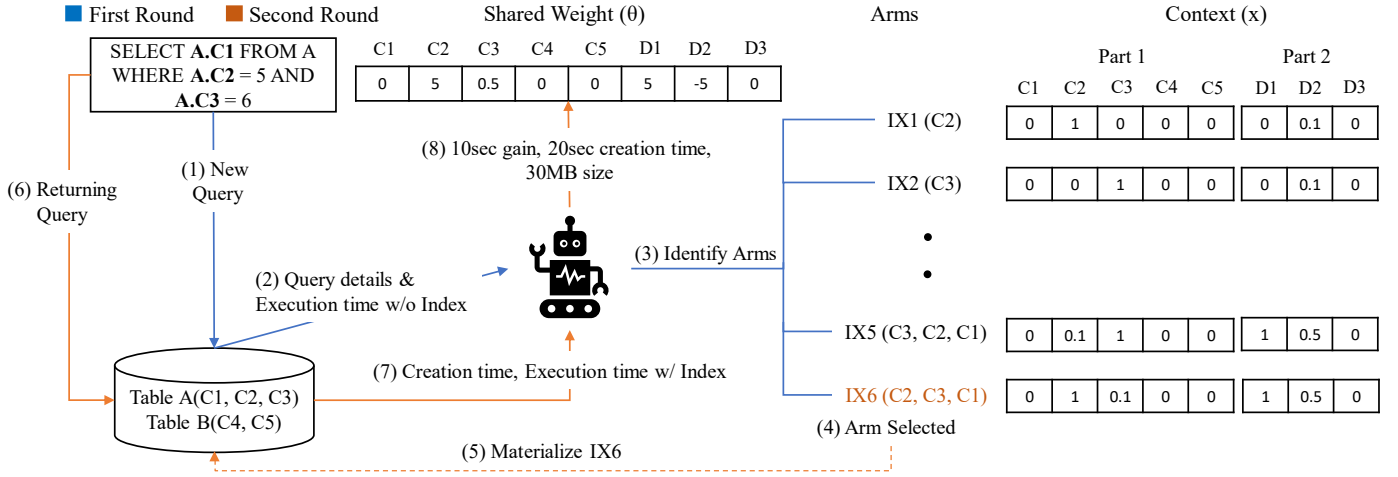 First Round
Second Round
Shared Weight (θ)
Arms
Context (x)
SELECT A.C1 FROM A
WHERE A.C2 = 5 AND
A.C3 = 6
C1 C2 C3 C4 C5 D1 D2 D3
0 5 0.5 0 0 5 -5 0
Part 1
Part 2
C1 C2 C3 C4 C5 D1 D2 D3
IX1 (C2)
0 1 0 0 0 0 0.1 0
IX2 (C3)
0 0 1 0 0 0 0.1 0
IX5 (C3, C2, C1)
0 0.1 1 0 0 1 0.5 0
IX6 (C2, C3, C1)
0 1 0.1 0 0 1 0.5 0
(1) New
Query
(6) Returning
Query
(8) 10sec gain, 20sec creation time,
30MB size
(2) Query details &
Execution time w/o Index
(3) Identify Arms
(7) Creation time, Execution time w/ Index
Table A(C1, C2, C3)
Table B(C4, C5)
(4) Arm Selected
(5) Materialize IX6